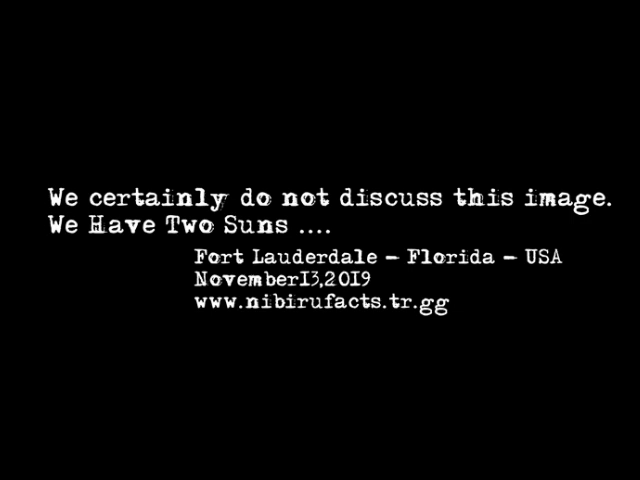 We certainly do not discuss this image.
We Have Two Suns ....
Fort Lauderdale - Florida - USA
November13,2019
www.nibirufacts.tr.gg